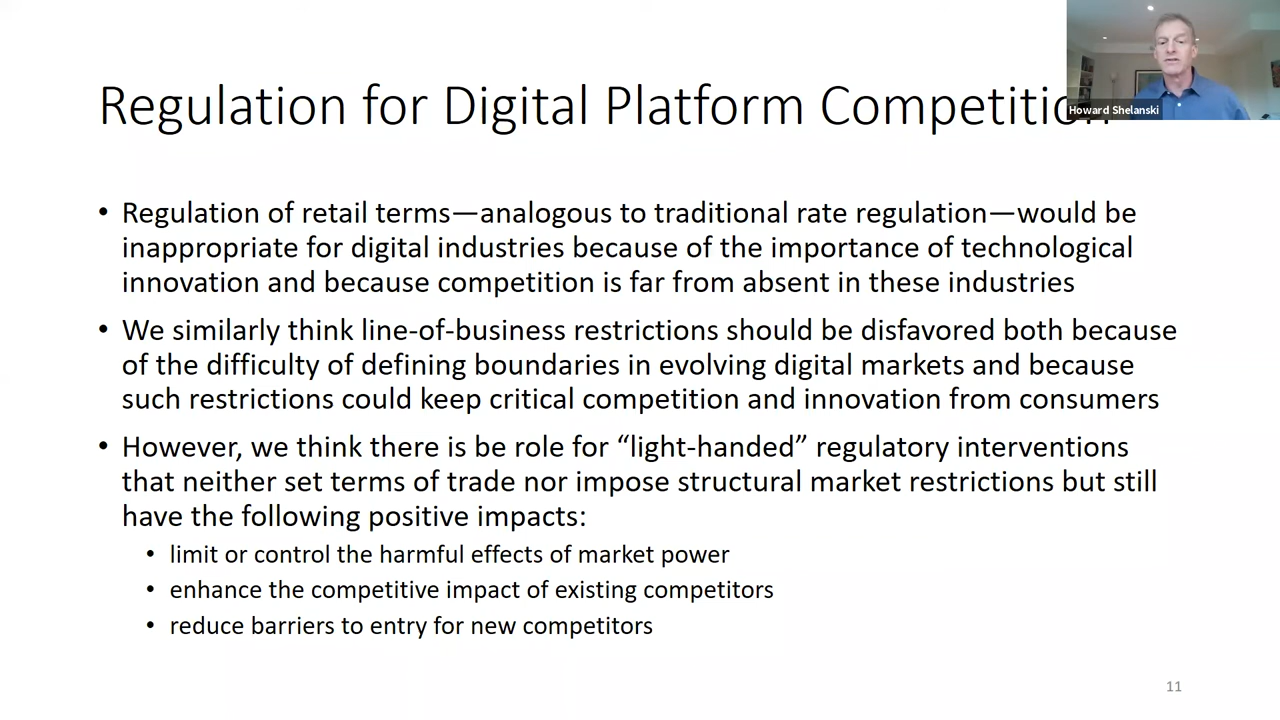 Regulation for Digital Platform Competition
Howard Shelanski
• Regulation of retail terms—analogous to traditional rate regulation—would be
inappropriate for digital industries because of the importance of technological
innovation and because competition is far from absent in these industries
• We similarly think line-of-business restrictions should be disfavored both because
of the difficulty of defining boundaries in evolving digital markets and because
such restrictions could keep critical competition and innovation from consumers
• However, we think there is be role for “light-handed” regulatory interventions
that neither set terms of trade nor impose structural market restrictions but still
have the following positive impacts:
• limit or control the harmful effects of market power
• enhance the competitive impact of existing competitors
• reduce barriers to entry for new competitors
11